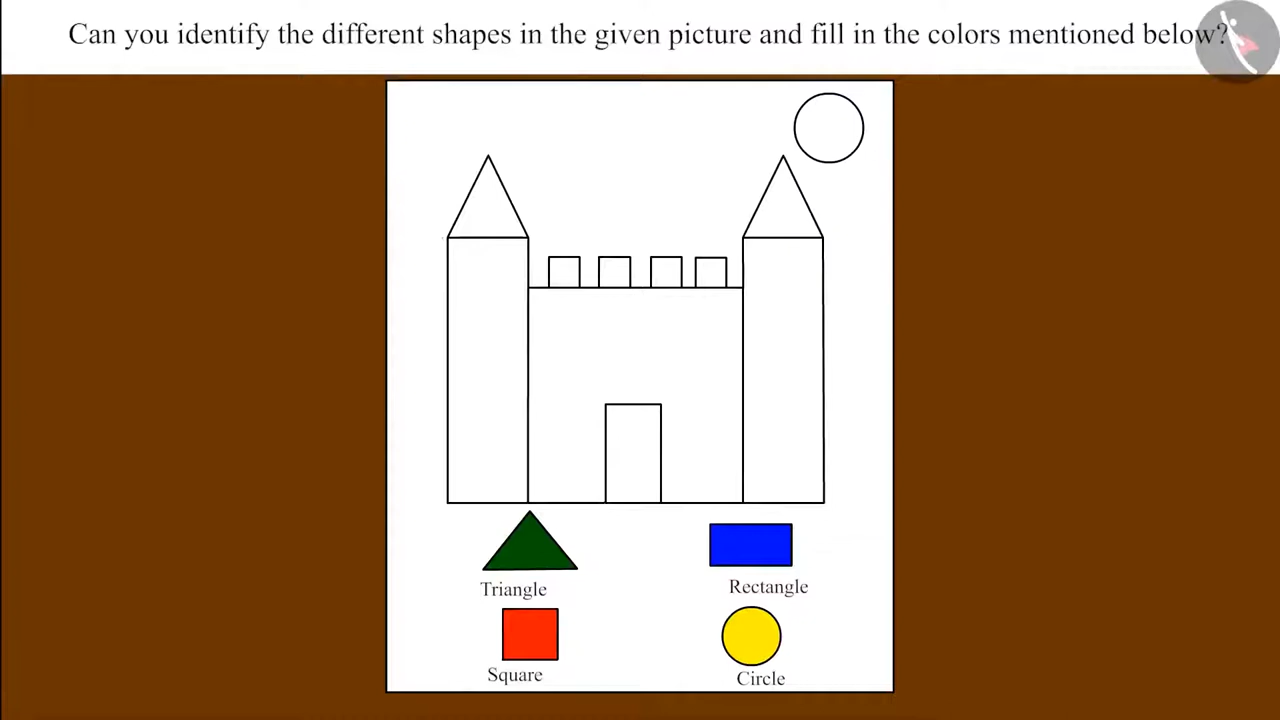 Can you identify the different shapes in the given picture and fill in the colors mentioned below?
Triangle
Rectangle
Square
Circle